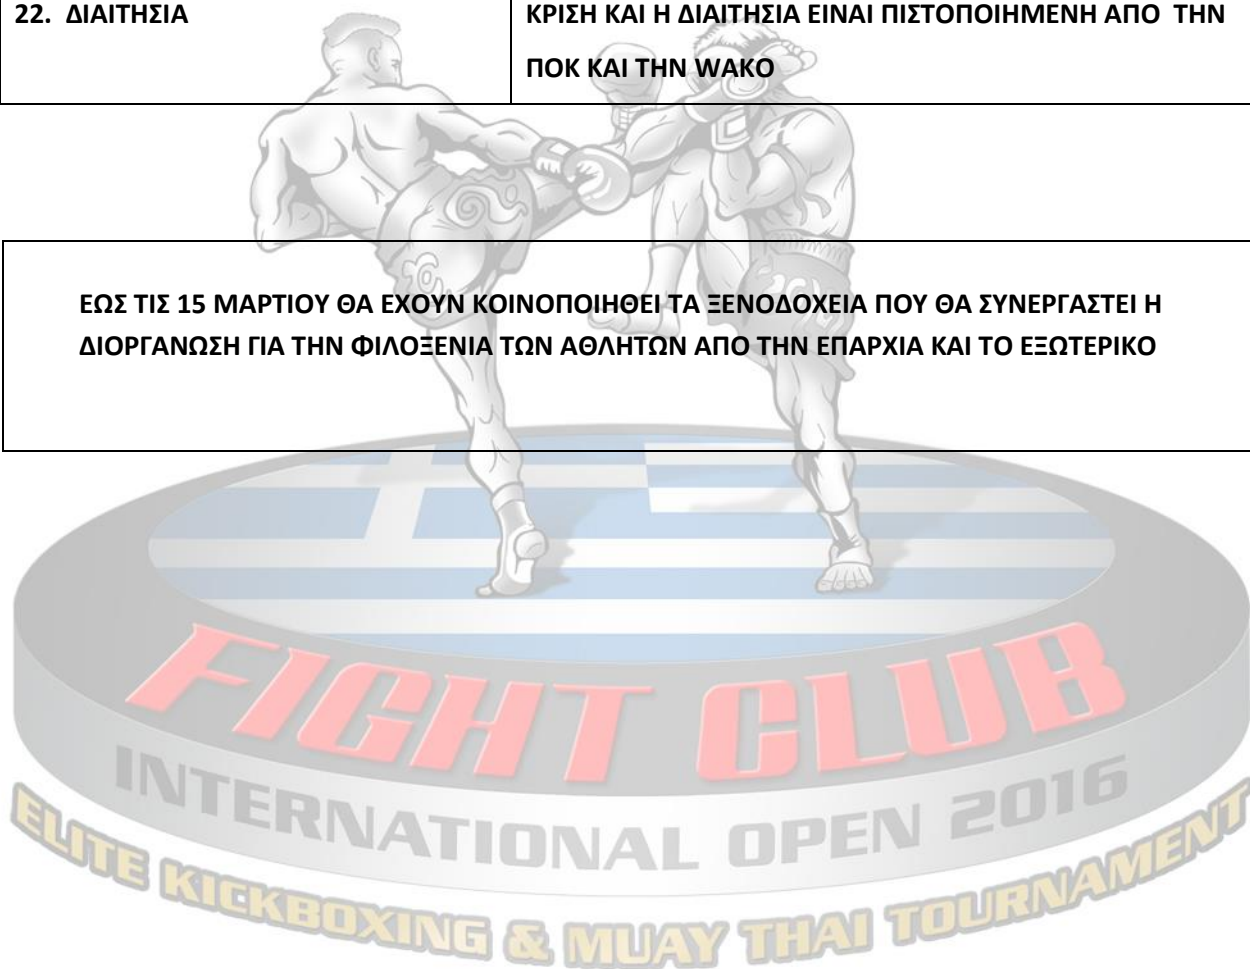 22. ΔΙΑΙΤΗΣΙΑ
ΚΡΙΣΗ ΚΑΙ Η ΔΙΑΙΤΗΣΙΑ ΕΙΝΑΙ ΠΙΣΤΟΠΟΙΗΜΕΝΗ ΑΠΟ ΤΗΝ
ΠΟΚ ΚΑΙ ΤΗΝ WAKO
ΕΩΣ ΤΙΣ 15 ΜΑΡΤΙΟΥ ΘΑ ΕΧΟΥΝ ΚΟΙΝΟΠΟΙΗΘΕΙ ΤΑ ΞΕΝΟΔΟΧΕΙΑ ΠΟΥ ΘΑ ΣΥΝΕΡΓΑΣΤΕΙ Η
ΔΙΟΡΓΑΝΩΣΗ ΓΙΑ ΤΗΝ ΦΙΛΟΞΕΝΙΑ ΤΩΝ ΑΘΛΗΤΩΝ ΑΠΟ ΤΗΝ ΕΠΑΡΧΙΑ ΚΑΙ ΤΟ ΕΞΩΤΕΡΙΚΟ
FIGHT CLUB
INTERNATIONAL OPEN 2016
ELITE KICKBOXING & MUAY THAI TOURNAMENT